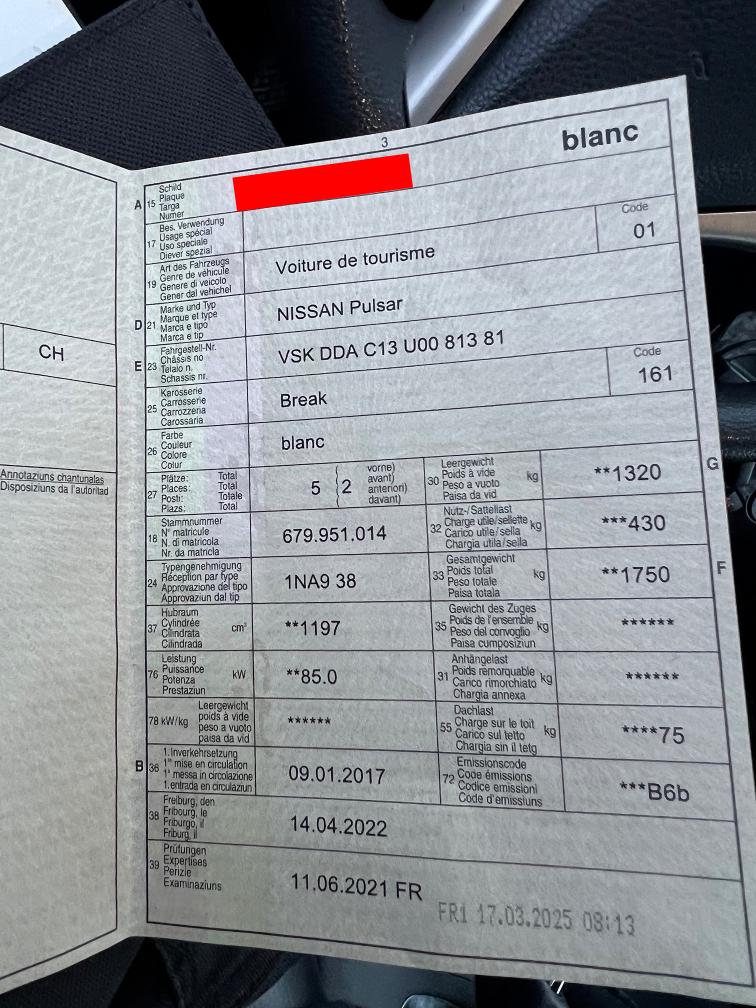 3
blanc
A 15 Schild
Plaque
Targa
Numer
17 Bes. Verwendung
Usage spécial
Uso speciale
Diever spezial
19 Art des Fahrzeugs
Genre de véhicule
Genere di veicolo
Gener dal vehichel
Voiture de tourisme
Code
01
D 21 Marke und Typ
Marque et type
Marca e tipo
Marca e tip
NISSAN Pulsar
E 23 Fahrgestell-Nr.
Châssis no
Telaio n.
Schassis nr.
VSK DDA C13 U00 813 81
25 Karosserie
Carrosserie
Carrozzeria
Carossaria
Break
Code
161
26 Farbe
Couleur
Colore
Colur
blanc
27 Plätze: Total
Places: Total
Posti: Totale
Plazs: Total
5 2 vorne)
avant)
anteriori)
davant)
30 Leergewicht
Poids à vide
Peso a vuoto
Paisa da vid
kg
**1320
G
18 Stammnummer
N° matricule
N. di matricola
Nr. da matricla
679.951.014
32 Nutz-/Sattellast
Charge utile/sellette kg
Carico utile/sella
Chargia utila/sella
***430
24 Typengenehmigung
Réception par type
Approvazione del tipo
Approvaziun dal tip
1NA9 38
33 Gesamtgewicht
Poids total
Peso totale
Paisa totala
kg
**1750
F
37 Hubraum
Cylindrée
Cilindrata
Cilindrada
cm³
**1197
35 Gewicht des Zuges
Poids de l'ensemble
Peso del convoglio kg
Paisa cumposiziun
******
76 Leistung
Puissance
Potenza
Prestaziun
kW
**85.0
31 Anhängelast
Poids remorquable
Carico rimorchiato kg
Chargia annexa
******
78 kW/kg Leergewicht
poids à vide
peso a vuoto
paisa da vid
******
55 Dachlast
Charge sur le toit
Carico sul tetto
Chargia sin il tetg
kg
****75
B 36 1. Inverkehrsetzung
1re mise en circulation
1a messa in circolazione
1. entrada en circulaziun
09.01.2017
72 Emissionscode
Code émissions
Codice emissioni
Code d'emissiuns
***B6b
38 Freiburg, den
Fribourg, le
Friburgo, il
Friburg, il
14.04.2022
39 Prüfungen
Expertises
Perizie
Examinaziuns
11.06.2021 FR
FR1 17.03.2025 08:13
CH
Annotaziuns chantunalas
Disposiziuns da l'autoritad